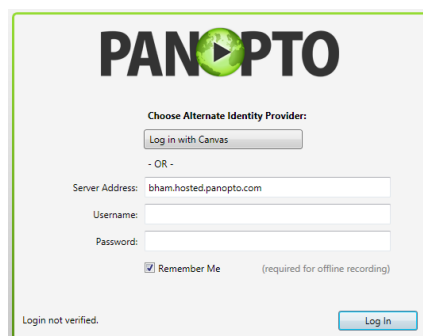 PANOPTO
Choose Alternate Identity Provider:
Log in with Canvas
- OR -
Server Address: bham.hosted.panopto.com
Username:
Password:
Remember Me (required for offline recording)
Login not verified. Log In